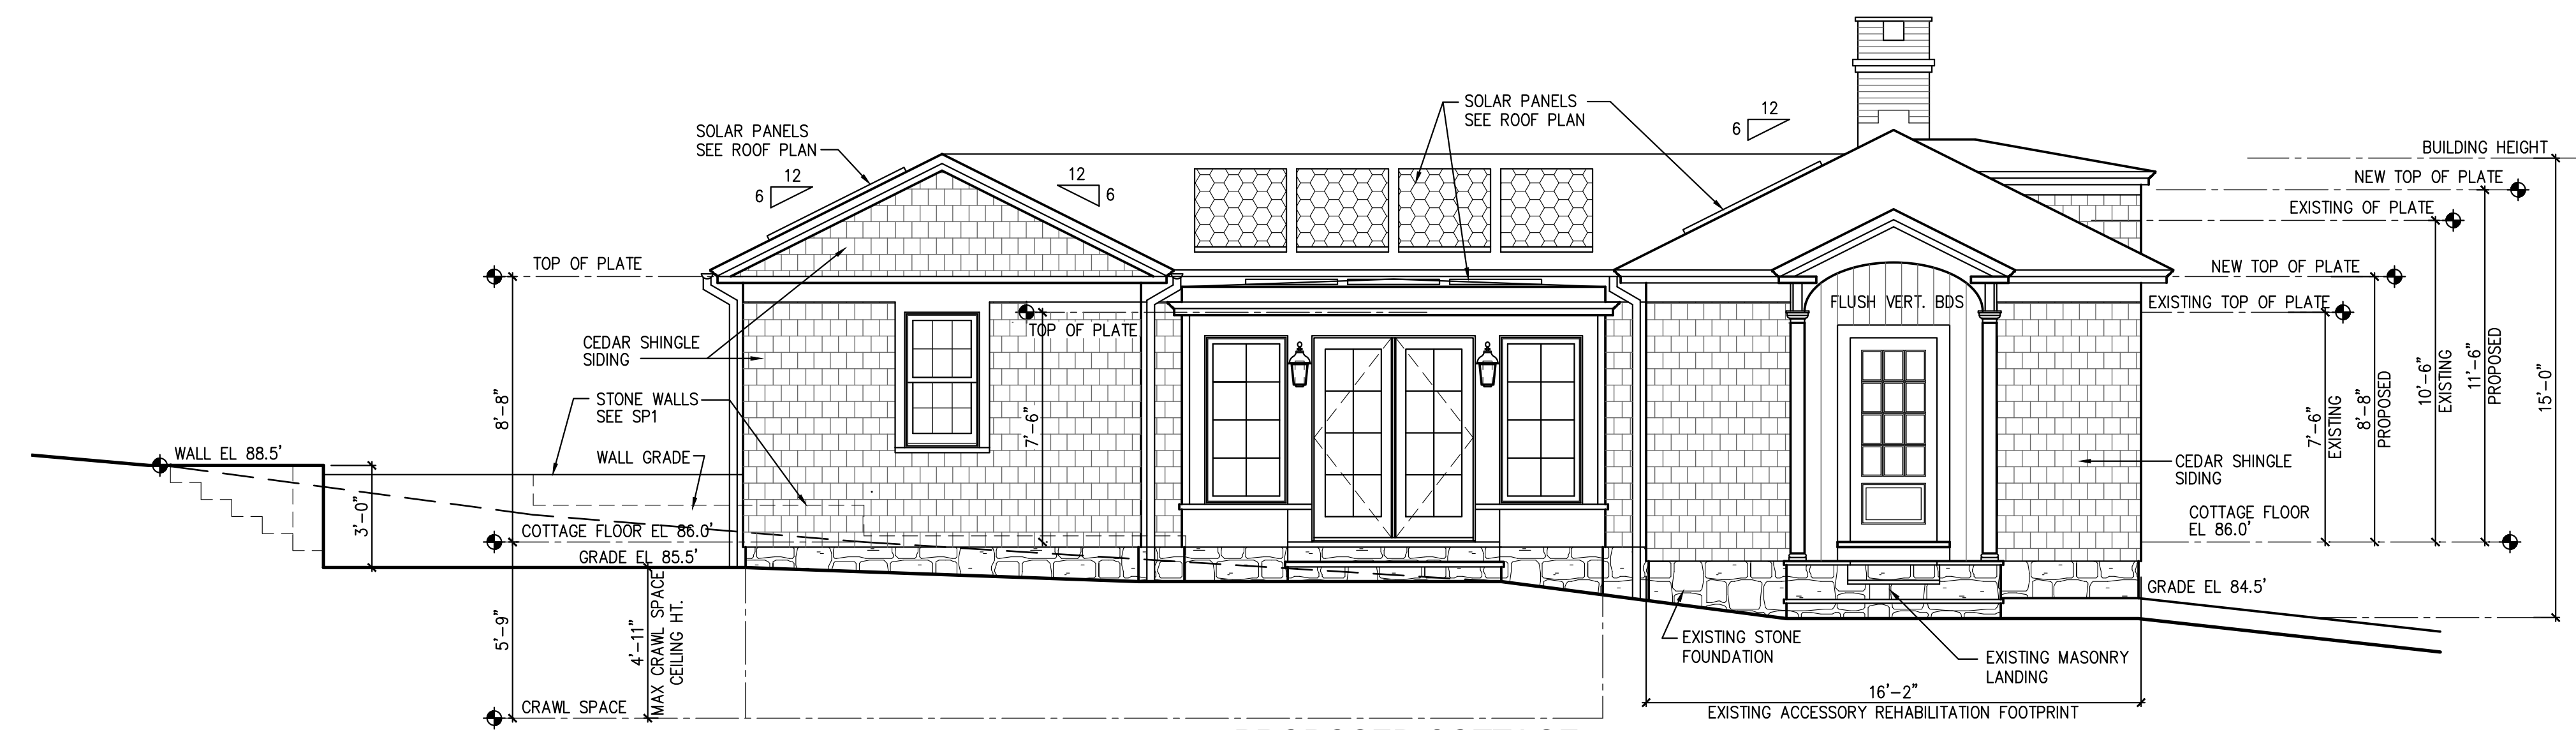 SOLAR PANELS
SEE ROOF PLAN
12
6
12
6
SOLAR PANELS
SEE ROOF PLAN
12
6
BUILDING HEIGHT
NEW TOP OF PLATE
EXISTING OF PLATE
TOP OF PLATE
NEW TOP OF PLATE
EXISTING TOP OF PLATE
FLUSH VERT. BDS
TOP OF PLATE
CEDAR SHINGLE
SIDING
8'-8"
STONE WALLS
SEE SP1
7'-6"
7'-6"
EXISTING
8'-8"
PROPOSED
10'-6"
EXISTING
11'-6"
PROPOSED
15'-0"
WALL EL 88.5'
WALL GRADE
CEDAR SHINGLE
SIDING
3'-0"
COTTAGE FLOOR EL 86.0'
COTTAGE FLOOR
EL 86.0'
GRADE EL 85.5'
GRADE EL 84.5'
5'-9"
4'-11"
MAX CRAWL SPACE
CEILING HT.
EXISTING STONE
FOUNDATION
EXISTING MASONRY
LANDING
CRAWL SPACE
16'-2"
EXISTING ACCESSORY REHABILITATION FOOTPRINT